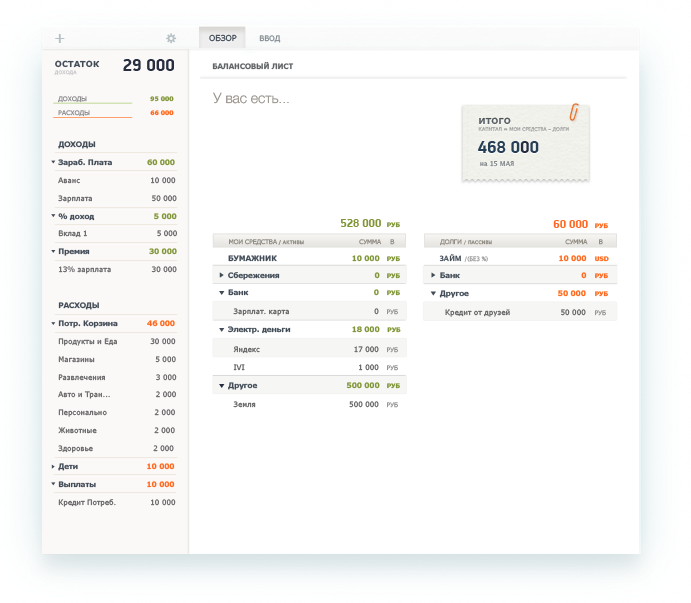 ОБЗОР ВВОД
ОСТАТОК 29 000
ДОХОДА
ДОХОДЫ 95 000
РАСХОДЫ 66 000
ДОХОДЫ
Зараб. Плата 60 000
Аванс 10 000
Зарплата 50 000
% доход 5 000
Вклад 1 5 000
Премия 30 000
13% зарплата 30 000
РАСХОДЫ
Потр. Корзина 46 000
Продукты и Еда 30 000
Магазины 5 000
Развлечения 3 000
Авто и Тран... 2 000
Персонально 2 000
Животные 2 000
Здоровье 2 000
Дети 10 000
Выплаты 10 000
Кредит Потреб. 10 000
БАЛАНСОВЫЙ ЛИСТ
У вас есть...
ИТОГО
КАПИТАЛ = МОИ СРЕДСТВА – ДОЛГИ
468 000
на 15 МАЯ
528 000 РУБ
МОИ СРЕДСТВА / АКТИВЫ СУММА В
БУМАЖНИК 10 000 РУБ
Сбережения 0 РУБ
Банк 0 РУБ
Зарплат. карта 0 РУБ
Электр. деньги 18 000 РУБ
Яндекс 17 000 РУБ
IVI 1 000 РУБ
Другое 500 000 РУБ
Земля 500 000 РУБ
60 000 РУБ
ДОЛГИ / ПАССИВЫ СУММА В
ЗАЙМ /(БЕЗ %) 10 000 USD
Банк 0 РУБ
Другое 50 000 РУБ
Кредит от друзей 50 000 РУБ